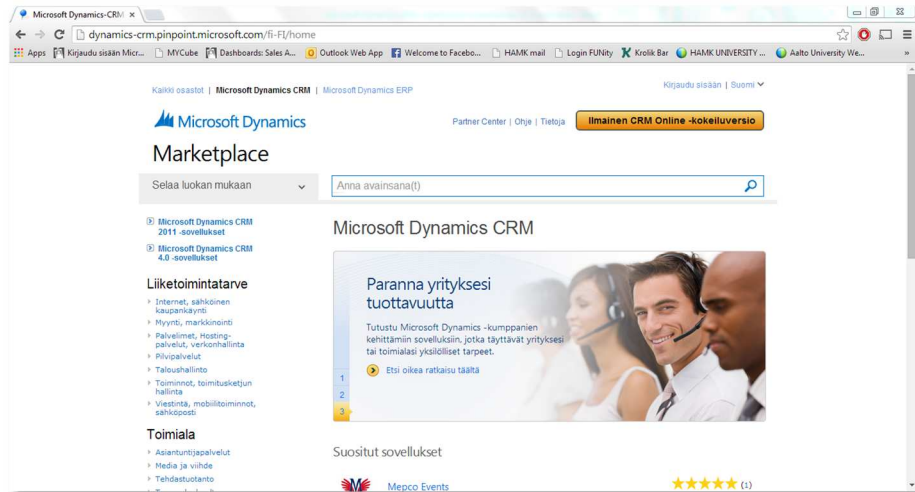 Microsoft Dynamics-CRM
dynamics-crm.pinpoint.microsoft.com/fi-FI/home
Apps Kirjaudu sisään Micr... MYCube Dashboards: Sales A... Outlook Web App Welcome to Facebo... HAMK mail Login FUNity Krolik Bar HAMK UNIVERSITY ... Aalto University We... »
Kaikki osastot | Microsoft Dynamics CRM | Microsoft Dynamics ERP
Kirjaudu sisään | Suomi
Microsoft Dynamics
Partner Center | Ohje | Tietoja
Ilmainen CRM Online -kokeiluversio
Marketplace
Selaa luokan mukaan
Anna avainsana(t)
Microsoft Dynamics CRM
2011 -sovellukset
Microsoft Dynamics CRM
4.0 -sovellukset
Liiketoimintatarve
Internet, sähköinen
kaupankäynti
Myynti, markkinointi
Palvelimet, Hosting-
palvelut, verkonhallinta
Pilvipalvelut
Taloushallinto
Toiminnot, toimitusketjun
hallinta
Viestintä, mobiilitoiminnot,
sähköposti
Toimiala
Asiantuntijapalvelut
Media ja viihde
Tehdastuotanto
Microsoft Dynamics CRM
Paranna yrityksesi
tuottavuutta
Tutustu Microsoft Dynamics -kumppanien
kehittämiin sovelluksiin, jotka täyttävät yrityksesi
tai toimialasi yksilölliset tarpeet.
Etsi oikea ratkaisu täältä
1
2
3
Suositut sovellukset
Mepco Events
(1)